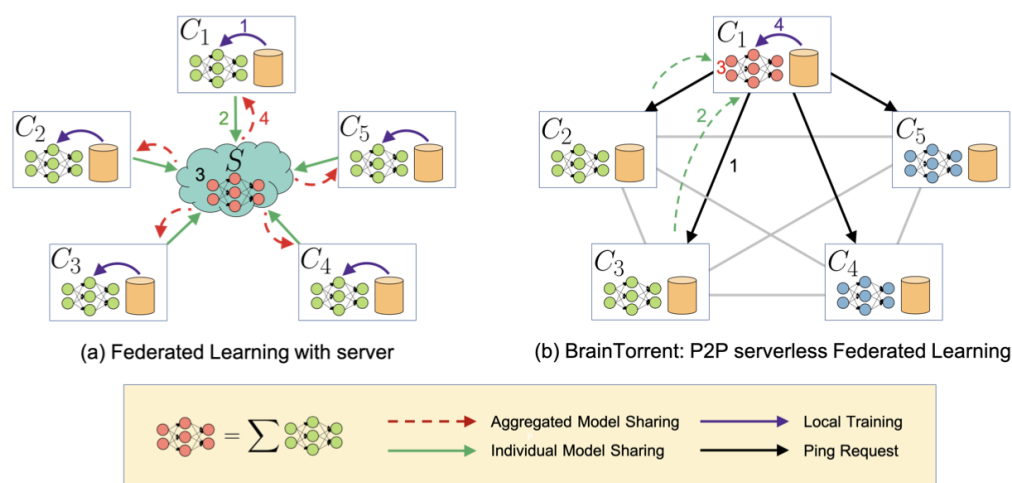 C1
1
C2
2
4
C5
S
3
C3
C4
(a) Federated Learning with server
C1
4
3
2
C2
C5
1
C3
C4
(b) BrainTorrent: P2P serverless Federated Learning
= ∑
Aggregated Model Sharing
Local Training
Individual Model Sharing
Ping Request